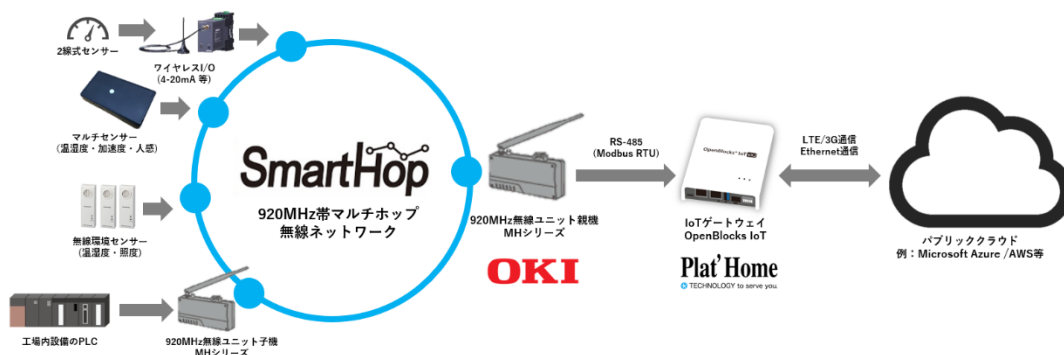 2線式センサー
ワイヤレスI/O
(4-20mA 等)
マルチセンサー
(温湿度・加速度・人感)
無線環境センサー
(温湿度・照度)
工場内設備のPLC
920MHz無線ユニット子機
MHシリーズ
SmartHop
920MHz帯マルチホップ
無線ネットワーク
920MHz無線ユニット親機
MHシリーズ
OKI
RS-485
(Modbus RTU)
OpenBlocks IoT
IoTゲートウェイ
OpenBlocks IoT
Plat'Home
TECHNOLOGY to serve you.
LTE/3G通信
Ethernet通信
パブリッククラウド
例：Microsoft Azure /AWS等